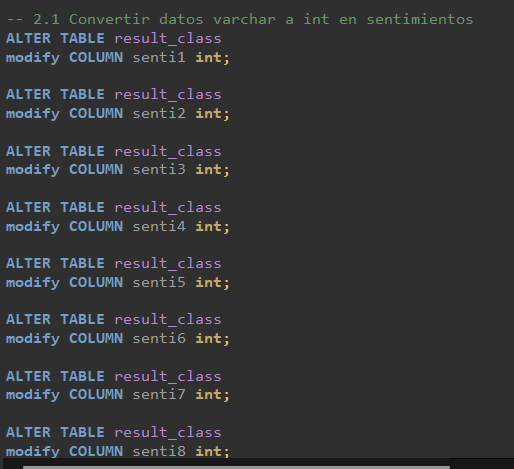 -- 2.1 Convertir datos varchar a int en sentimientos
ALTER TABLE result_class
modify COLUMN senti1 int;
ALTER TABLE result_class
modify COLUMN senti2 int;
ALTER TABLE result_class
modify COLUMN senti3 int;
ALTER TABLE result_class
modify COLUMN senti4 int;
ALTER TABLE result_class
modify COLUMN senti5 int;
ALTER TABLE result_class
modify COLUMN senti6 int;
ALTER TABLE result_class
modify COLUMN senti7 int;
ALTER TABLE result_class
modify COLUMN senti8 int;